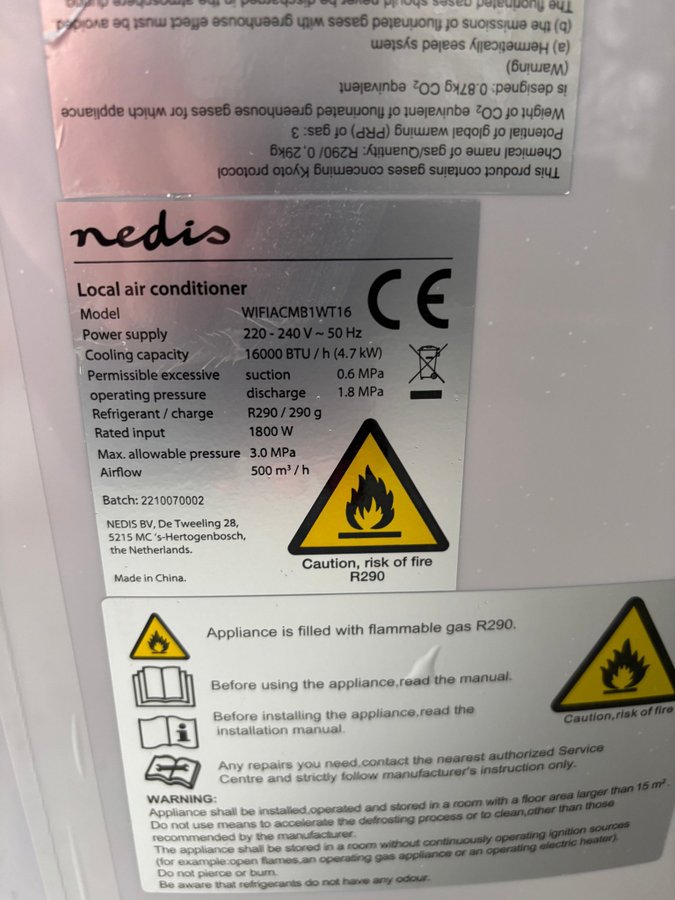 The fluorinated gases should never be discharged in the atmosphere during
(b) the emissions of fluorinated gases with greenhouse effect must be avoided
(a) Hermetically sealed system
(Warning)
is designed: 0.87kg CO₂ equivalent
Weight of CO₂ equivalent of fluorinated greenhouse gases for which appliance
Potential of global warming (PRP) of gas: 3
Chemical name of gas/Quantity: R290/ 0,29kg
This product contains gases concerning Kyoto protocol
nedis
Local air conditioner
CE
Model WIFIACMB1WT16
Power supply 220 - 240 V ~ 50 Hz
Cooling capacity 16000 BTU / h (4.7 kW)
Permissible excessive suction 0.6 MPa
operating pressure discharge 1.8 MPa
Refrigerant / charge R290 / 290 g
Rated input 1800 W
Max. allowable pressure 3.0 MPa
Airflow 500 m³ / h
Batch: 2210070002
NEDIS BV, De Tweeling 28,
5215 MC 's-Hertogenbosch,
the Netherlands.
Made in China.
Caution, risk of fire
R290
Appliance is filled with flammable gas R290.
Before using the appliance,read the manual.
Before installing the appliance,read the
installation manual.
Caution,risk of fire
Any repairs you need,contact the nearest authorized Service
Centre and strictly follow manufacturer's instruction only.
WARNING:
Appliance shall be installed,operated and stored in a room with a floor area larger than 15 m².
Do not use means to accelerate the defrosting process or to clean,other than those
recommended by the manufacturer.
The appliance shall be stored in a room without continuously operating ignition sources
(for example:open flames,an operating gas appliance or an operating electric heater).
Do not pierce or burn.
Be aware that refrigerants do not have any odour.